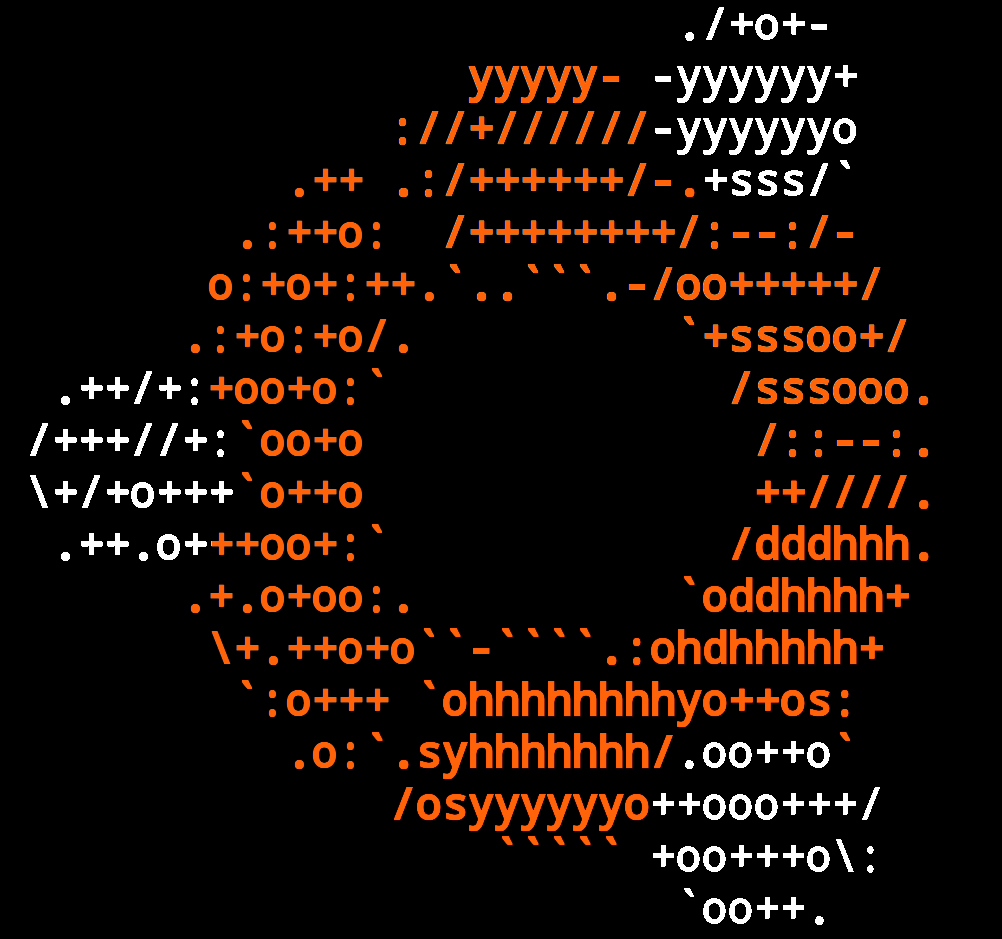 ./+o+-
                  yyyyy- -yyyyyy+
               ://+//////-yyyyyyo
           .++ .:/++++++/-.+sss/`
         .:++o:  /++++++++/:--:/-
        o:+o+:++.`..```.-/oo+++++/
       .:+o:+o/.          `+sssoo+/
  .++/+:+oo+o:`             /sssooo.
 /+++//+:`oo+o               /::--:.
 \+/+o+++`o++o               ++////.
  .++.o+++oo+:`             /dddhhh.
       .+.o+oo:.          `oddhhhh+
        \+.++o+o``-````.:ohdhhhhh+
         `:o+++ `ohhhhhhhhyo++os:
           .o:`.syhhhhhhh/.oo++o`
               /osyyyyyyo++ooo+++/
                   ````` +oo+++o\:
                          `oo++.